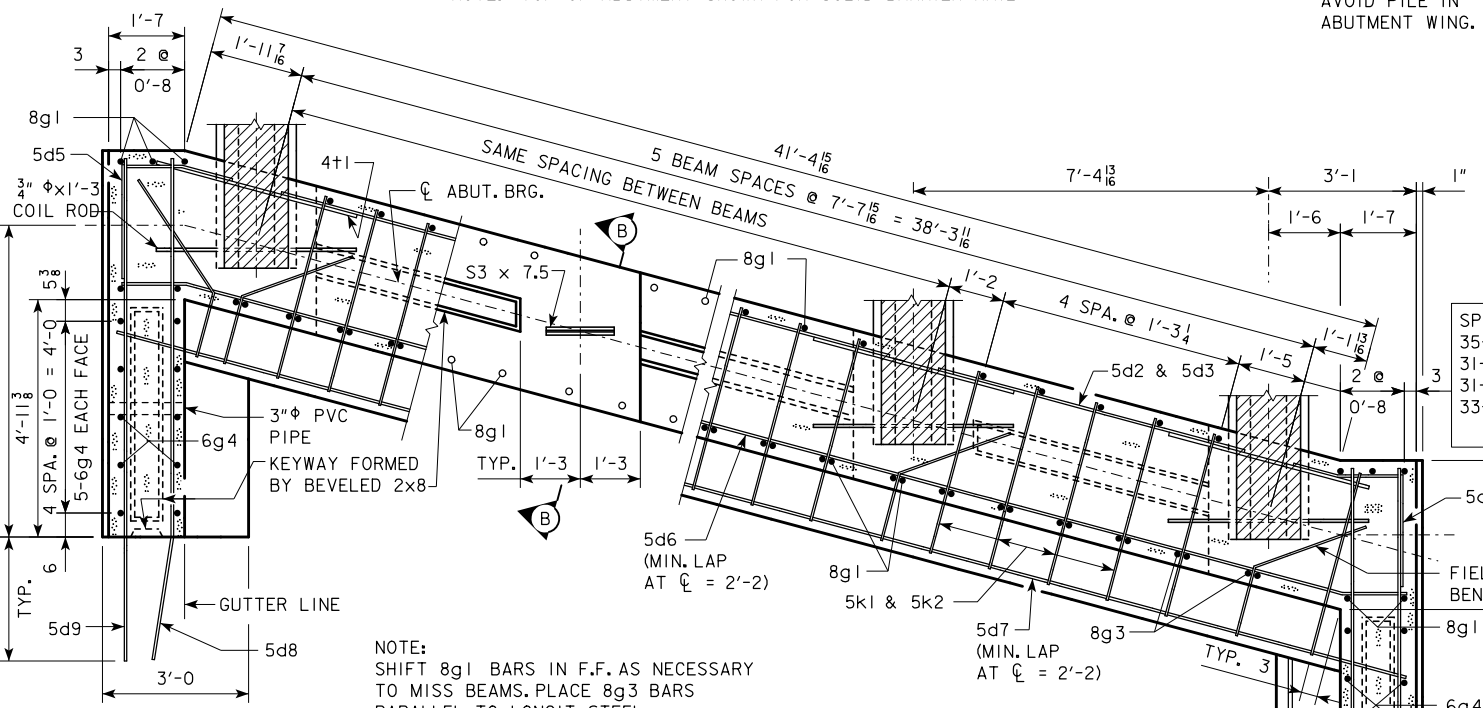 AVOID PILE IN
ABUTMENT WING.
1'-7
3
2 @
0'-8
1'-11 7/16
41'-4 15/16
5 BEAM SPACES @ 7'-7 15/16 = 38'-3 11/16
SAME SPACING BETWEEN BEAMS
7'-4 13/16
3'-1
1"
1'-6
1'-7
8g1
5d5
3/4" ϕx1'-3
COIL ROD
4t1
℄ ABUT. BRG.
B
S3 x 7.5
8g1
1'-2
4 SPA. @ 1'-3 1/4
1'-1 13/16
1'-5
2 @
0'-8
3
SP
35-
31-
31-
33-
5 3/8
4'-11 3/8
4 SPA. @ 1'-0 = 4'-0
5-6g4 EACH FACE
6
TYP.
3"ϕ PVC
PIPE
6g4
KEYWAY FORMED
BY BEVELED 2x8
8g1
TYP.
1'-3
1'-3
B
5d2 & 5d3
5d6
(MIN. LAP
AT ℄ = 2'-2)
8g1
5k1 & 5k2
5d7
(MIN. LAP
AT ℄ = 2'-2)
8g3
TYP. 3
5d
FIEL
BEN
8g1
6g4
GUTTER LINE
5d9
5d8
3'-0
NOTE:
SHIFT 8g1 BARS IN F.F. AS NECESSARY
TO MISS BEAMS. PLACE 8g3 BARS